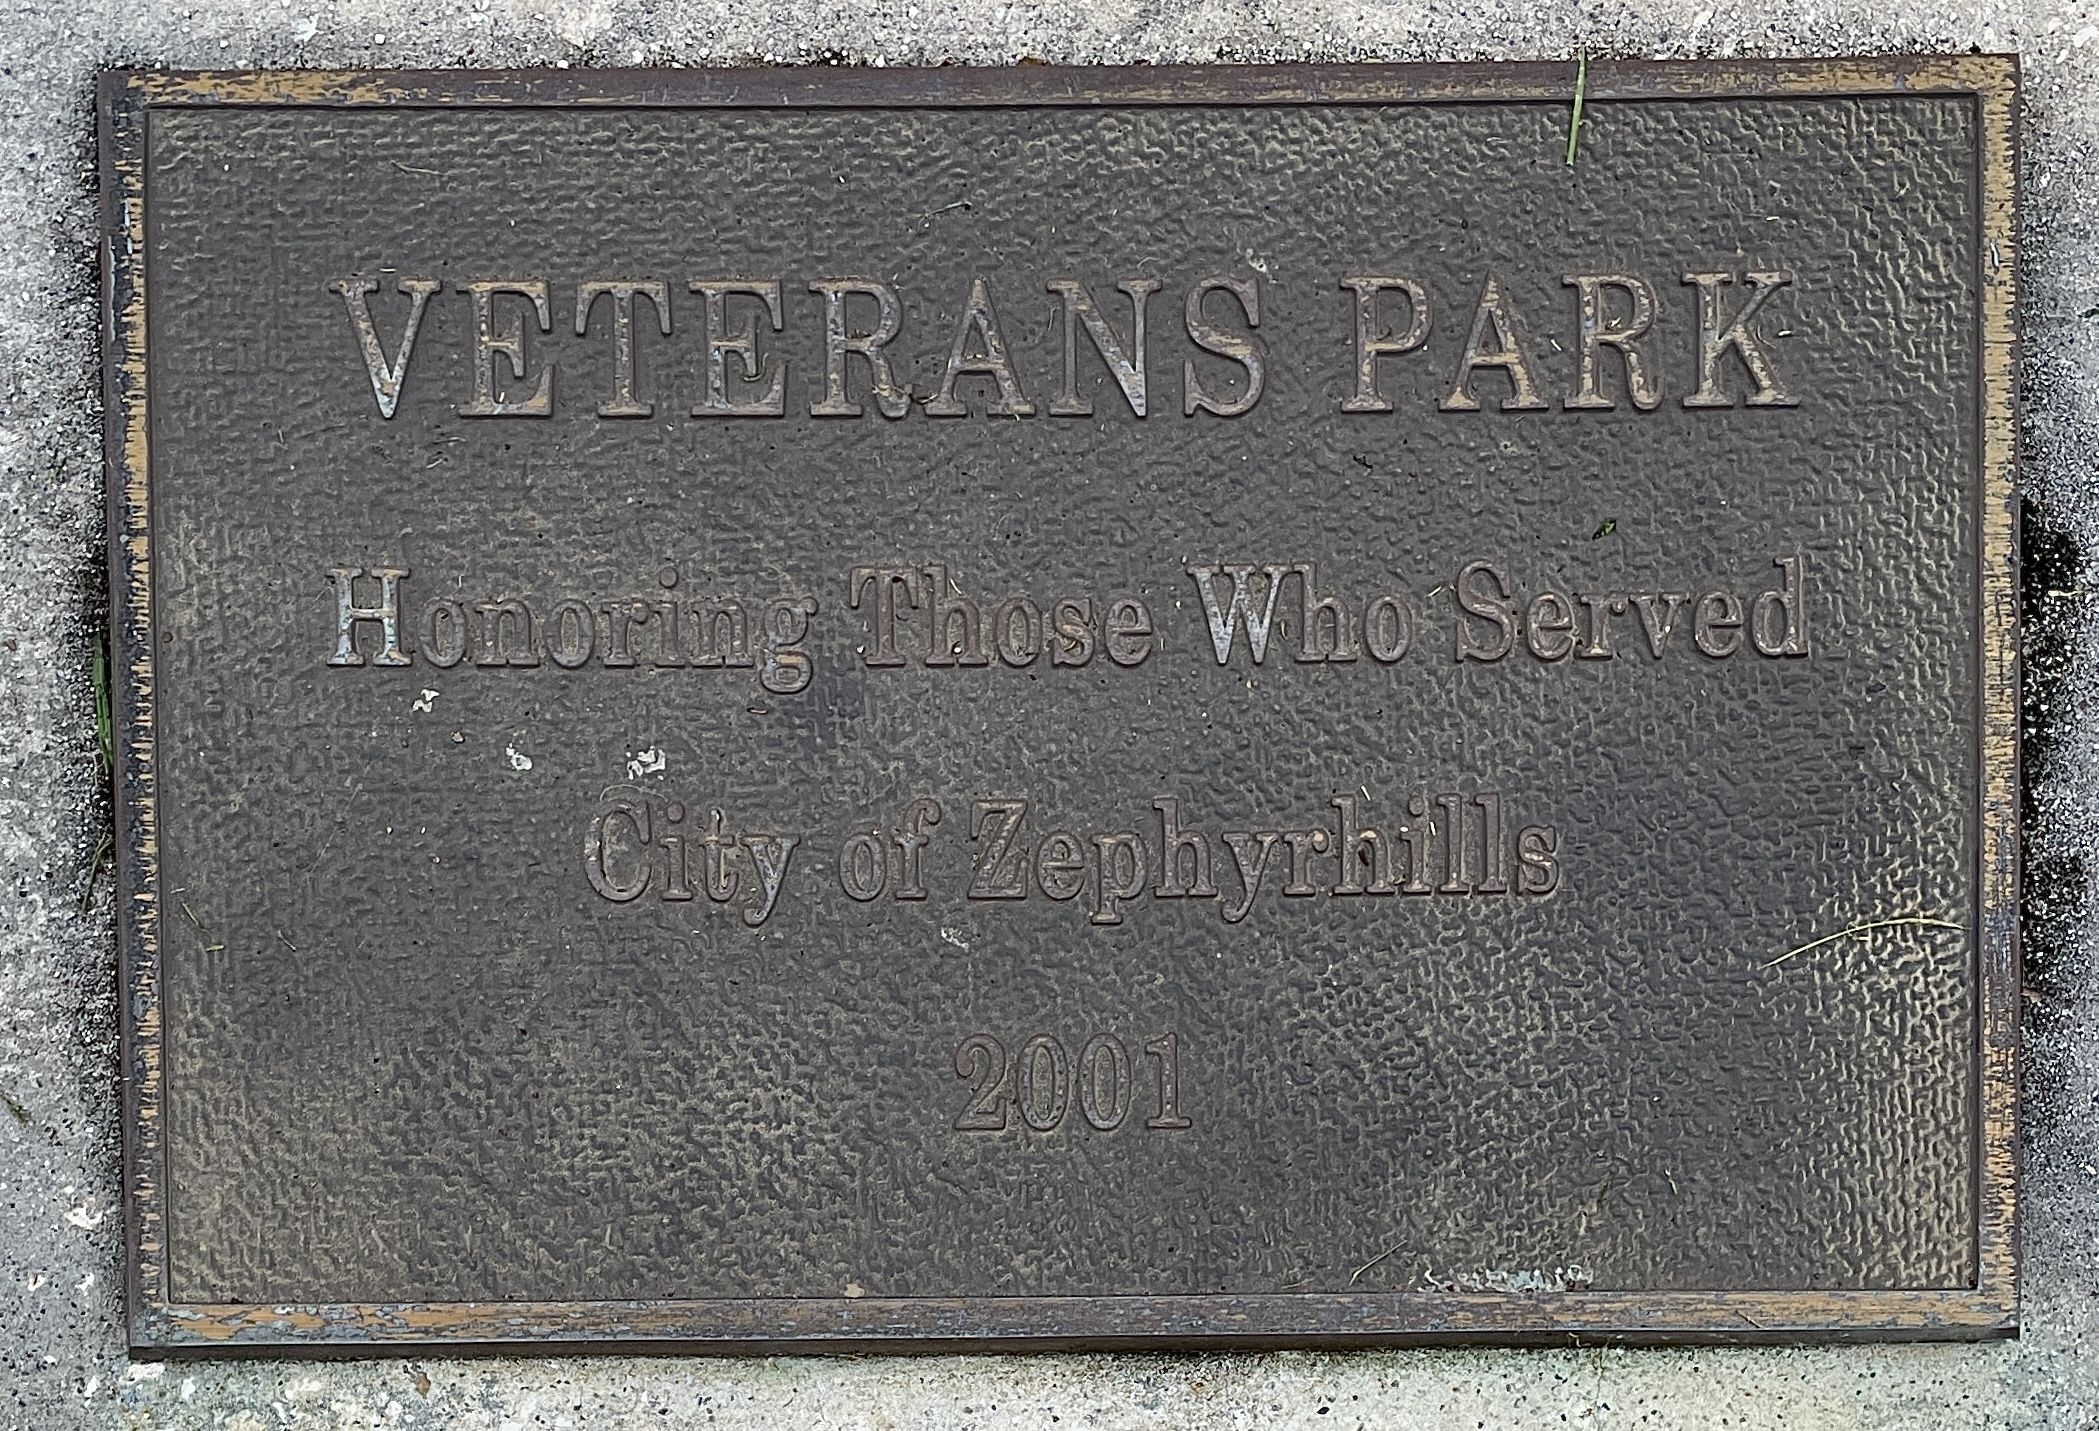 VETERANS PARK
Honoring Those Who Served
City of Zephyrhills
2001